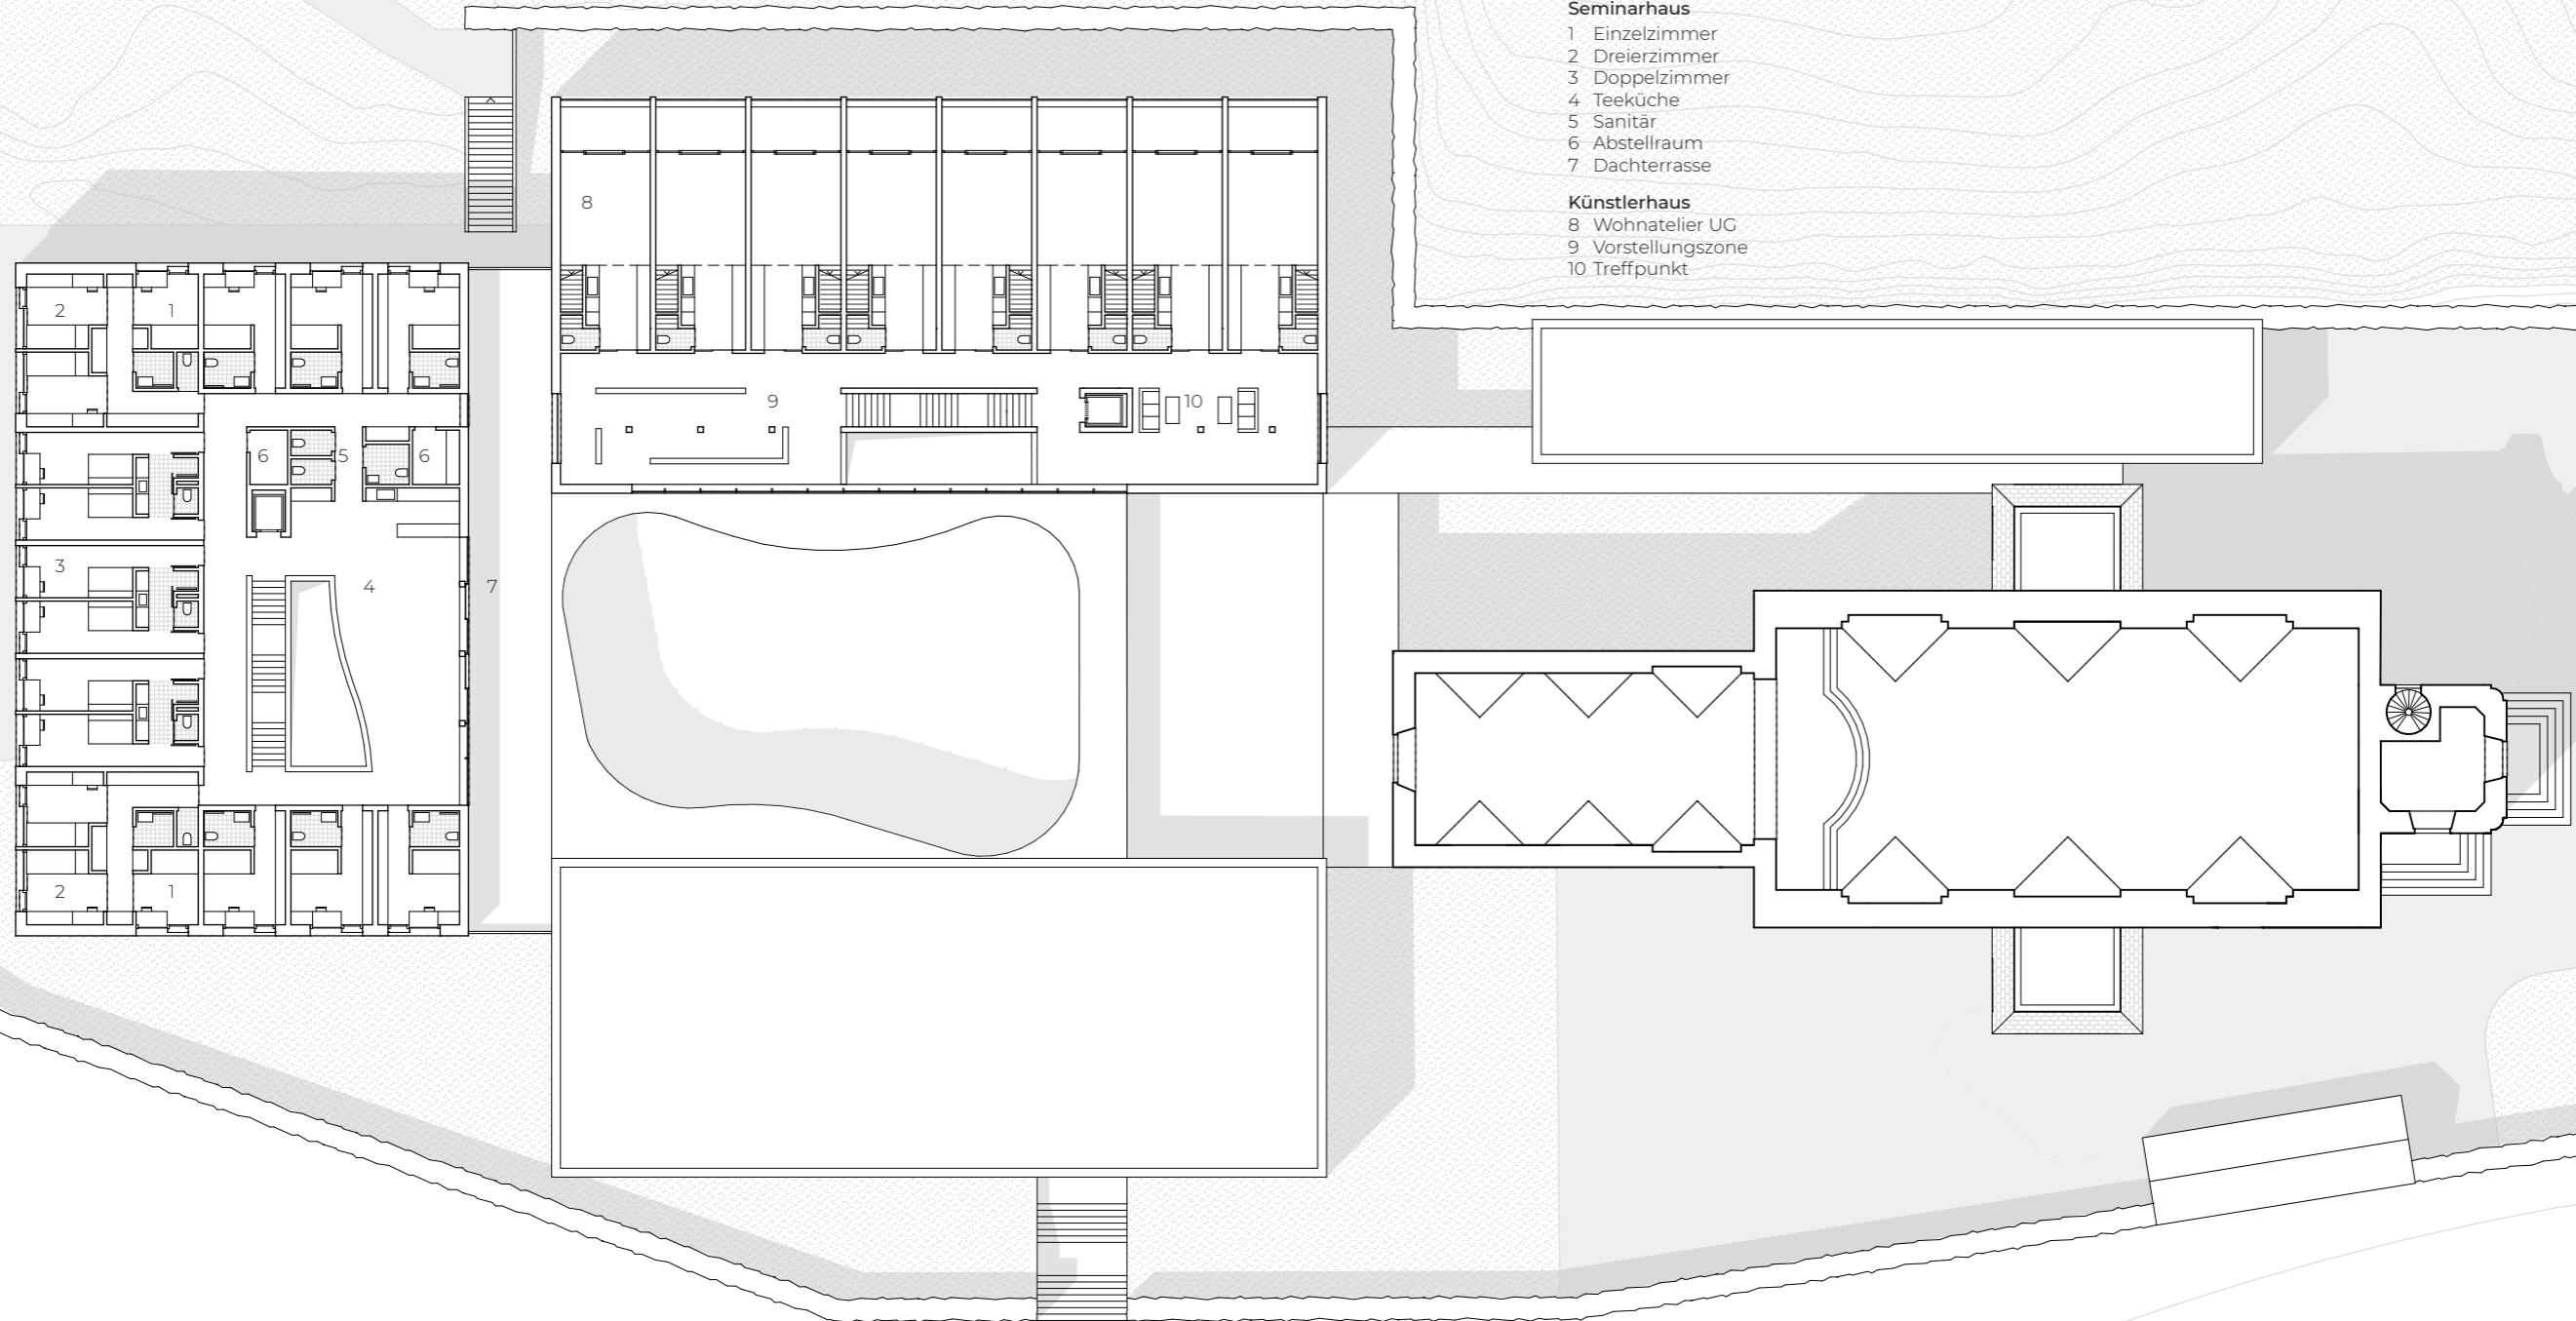 Seminarhaus
1 Einzelzimmer
2 Dreierzimmer
3 Doppelzimmer
4 Teeküche
5 Sanitär
6 Abstellraum
7 Dachterrasse
Künstlerhaus
8 Wohnatelier UG
9 Vorstellungszone
10 Treffpunkt
8
2 1
9 10
6 5 6
3 4 7
2 1